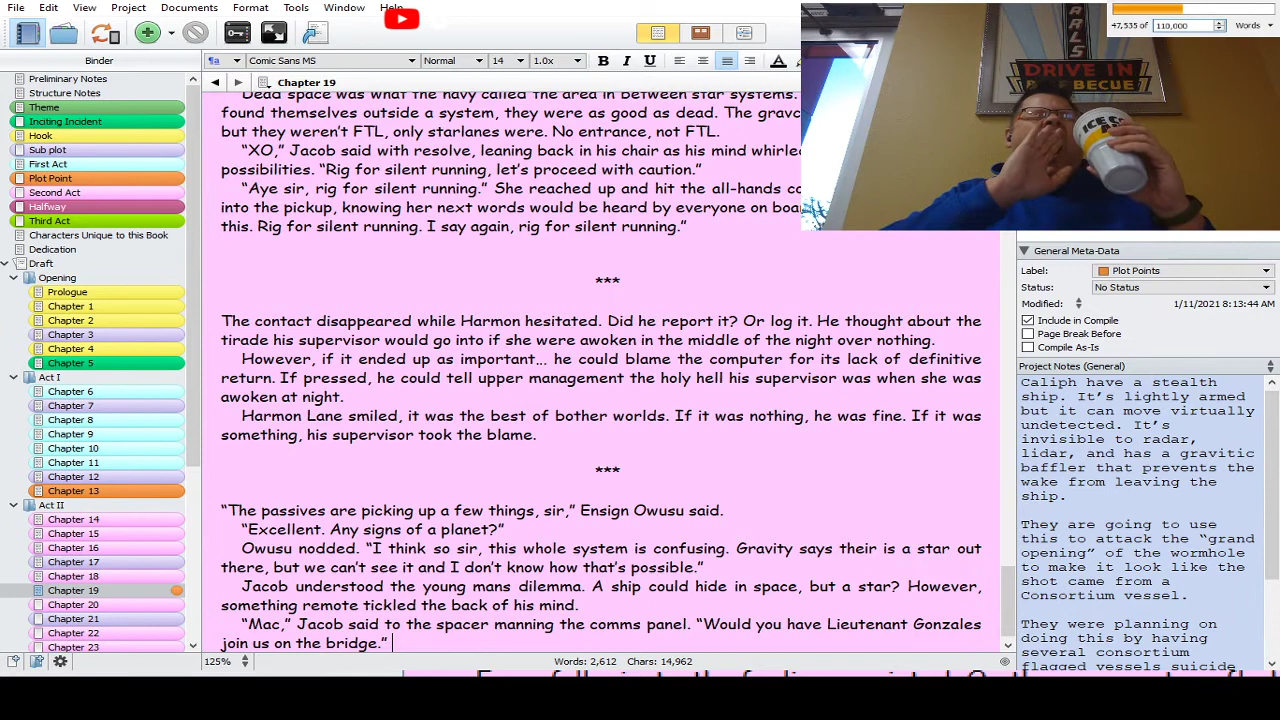 File Edit View Project Documents Format Tools Window Help
47,535 of 110,000 Words
Binder
Comic Sans MS Normal 14 1.0x B I U A
Chapter 19
Preliminary Notes
Structure Notes
Theme
Inciting Incident
Hook
Sub plot
First Act
Plot Point
Second Act
Halfway
Third Act
Characters Unique to this Book
Dedication
Draft
Opening
Prologue
Chapter 1
Chapter 2
Chapter 3
Chapter 4
Chapter 5
Act I
Chapter 6
Chapter 7
Chapter 8
Chapter 9
Chapter 10
Chapter 11
Chapter 12
Chapter 13
Act II
Chapter 14
Chapter 15
Chapter 16
Chapter 17
Chapter 18
Chapter 19
Chapter 20
Chapter 21
Chapter 22
Chapter 23
Dead space was what the navy called the area in between star systems.
found themselves outside a system, they were as good as dead. The
but they weren't FTL, only starlanes were. No entrance, not FTL.
“XO,” Jacob said with resolve, leaning back in his chair as his mind
possibilities. “Rig for silent running, let's proceed with caution.”
“Aye sir, rig for silent running.” She reached up and hit the all-hands
into the pickup, knowing her next words would be heard by everyone on
this. Rig for silent running. I say again, rig for silent running.”
***
The contact disappeared while Harmon hesitated. Did he report it? Or log it. He thought about the
tirade his supervisor would go into if she were awoken in the middle of the night over nothing.
However, if it ended up as important... he could blame the computer for its lack of definitive
return. If pressed, he could tell upper management the holy hell his supervisor was when she was
awoken at night.
Harmon Lane smiled, it was the best of bother worlds. If it was nothing, he was fine. If it was
something, his supervisor took the blame.
***
“The passives are picking up a few things, sir,” Ensign Owusu said.
“Excellent. Any signs of a planet?”
Owusu nodded. “I think so sir, this whole system is confusing. Gravity says their is a star out
there, but we can't see it and I don't know how that's possible.”
Jacob understood the young mans dilemma. A ship could hide in space, but a star? However,
something remote tickled the back of his mind.
“Mac,” Jacob said to the spacer manning the comms panel. “Would you have Lieutenant Gonzales
join us on the bridge.”
125% Words: 2,612 Chars: 14,962
DRIVE IN
ICE
General Meta-Data
Label: Plot Points
Status: No Status
Modified: 1/11/2021 8:13:44 AM
Include in Compile
Page Break Before
Compile As-Is
Project Notes (General)
Caliph have a stealth
ship. It's lightly armed
but it can move virtually
undetected. It's
invisible to radar,
lidar, and has a gravitic
baffler that prevents the
wake from leaving the
ship.
They are going to use
this to attack the “grand
opening” of the wormhole
to make it look like the
shot came from a
Consortium vessel.
They were planning on
doing this by having
several consortium
flagged vessels suicide